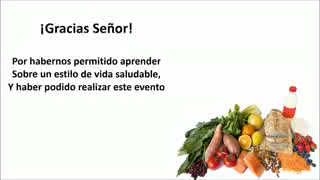 ¡Gracias Señor!
Por habernos permitido aprender
Sobre un estilo de vida saludable,
Y haber podido realizar este evento